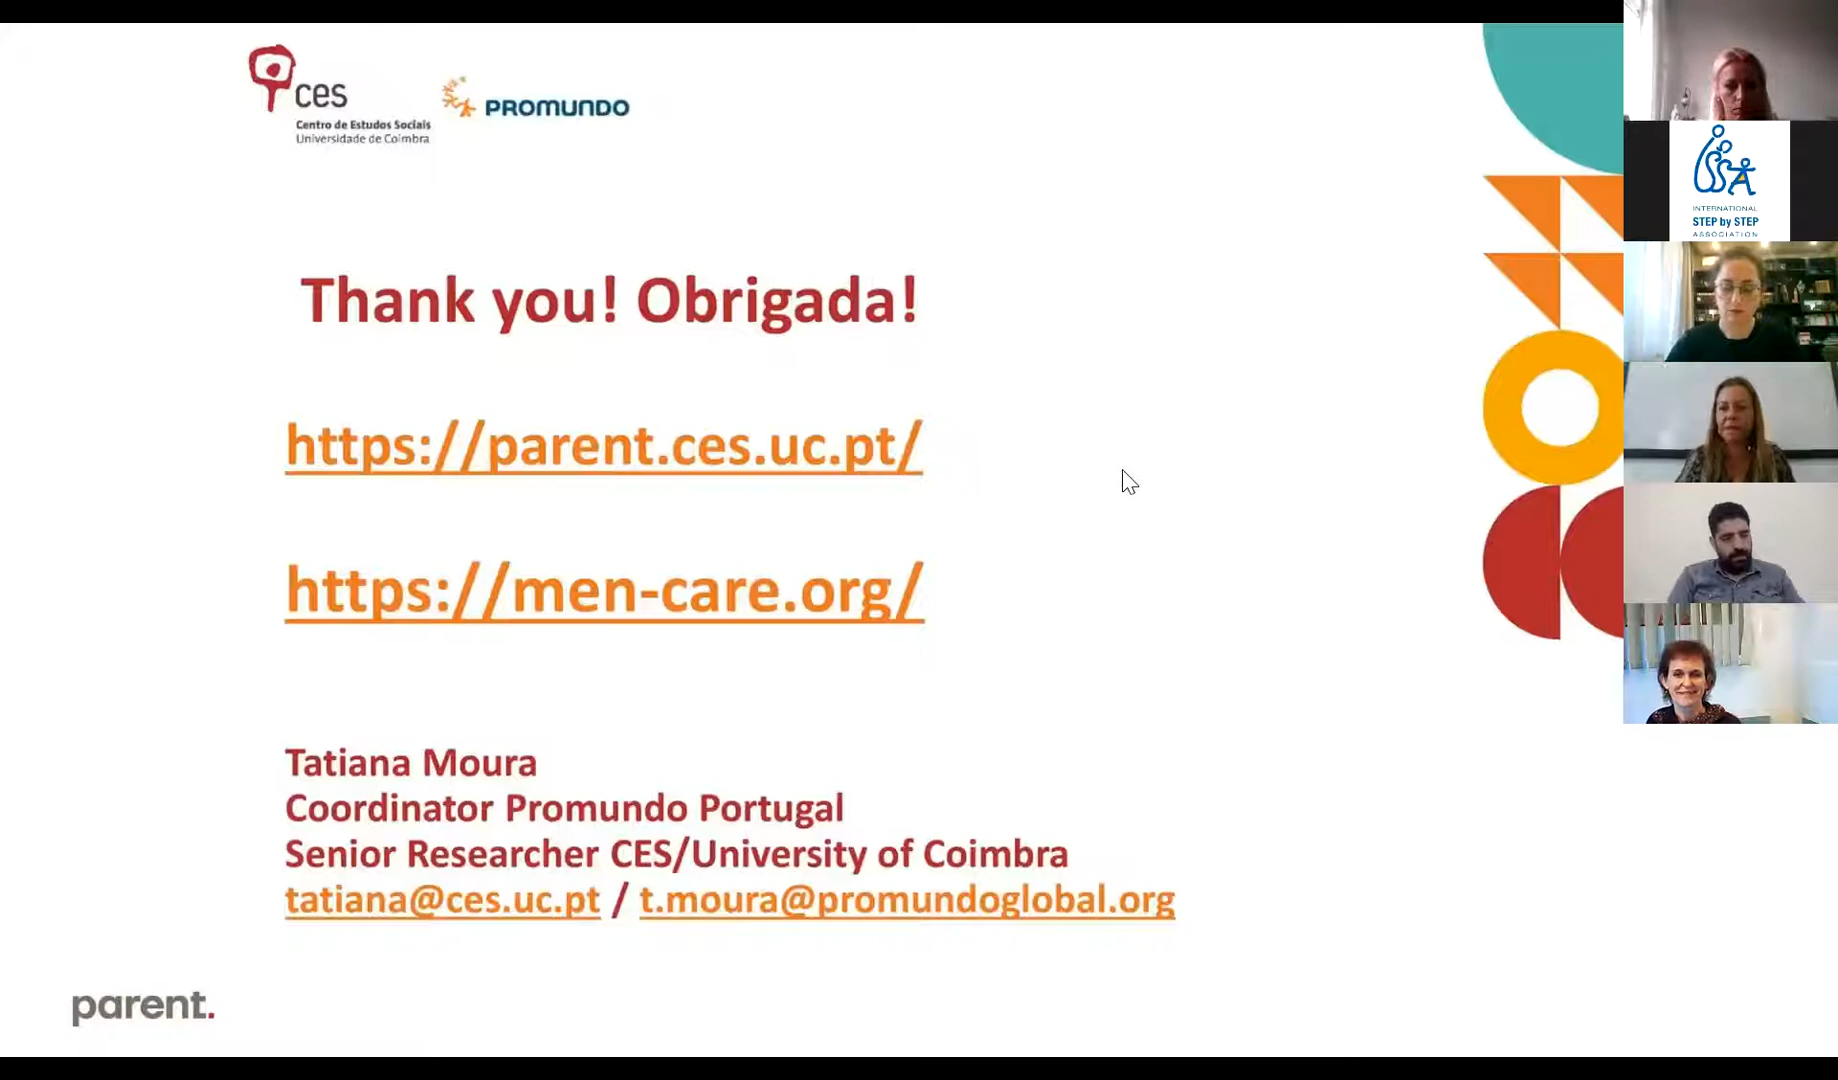 ces
Centro de Estudos Sociais
Universidade de Coimbra
PROMUNDO
Thank you! Obrigada!
https://parent.ces.uc.pt/
https://men-care.org/
Tatiana Moura
Coordinator Promundo Portugal
Senior Researcher CES/University of Coimbra
tatiana@ces.uc.pt / t.moura@promundoglobal.org
parent.
ISSA
INTERNATIONAL
STEP by STEP
ASSOCIATION